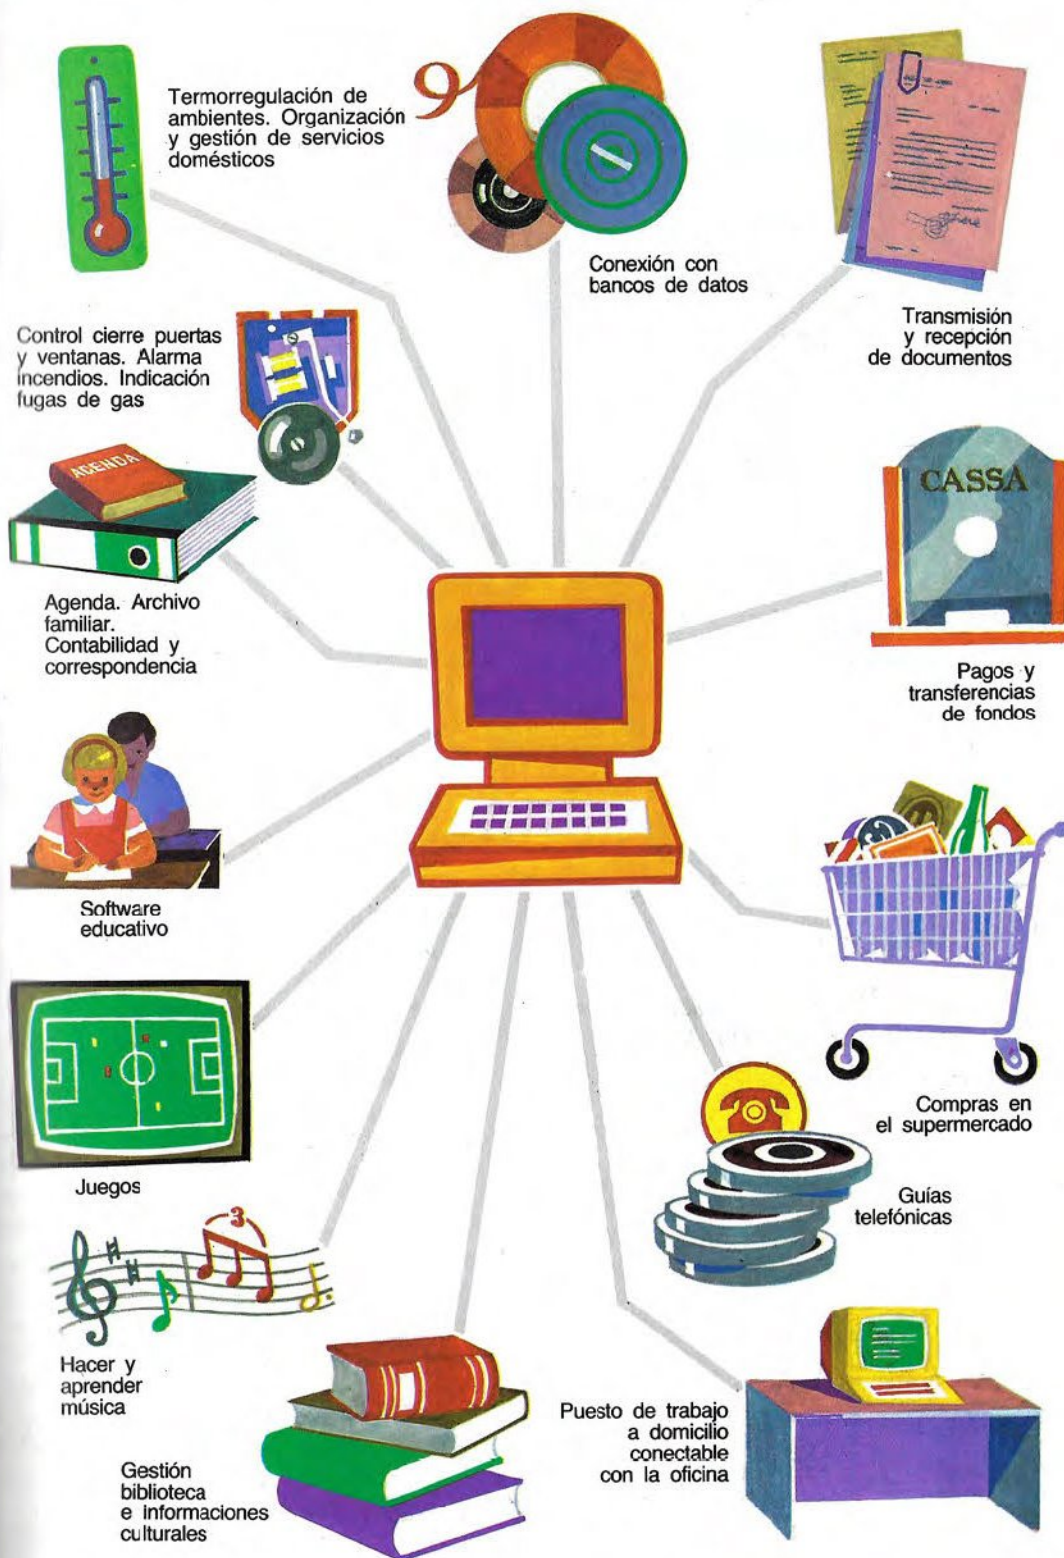 Termorregulación de
ambientes. Organización
y gestión de servicios
domésticos
Conexión con
bancos de datos
Transmisión
y recepción
de documentos
Control cierre puertas
y ventanas. Alarma
incendios. Indicación
fugas de gas
AGENDA
Agenda. Archivo
familiar.
Contabilidad y
correspondencia
CASSA
Pagos y
transferencias
de fondos
Software
educativo
Compras en
el supermercado
Juegos
Guías
telefónicas
3
Hacer y
aprender
música
Gestión
biblioteca
e informaciones
culturales
Puesto de trabajo
a domicilio
conectable
con la oficina